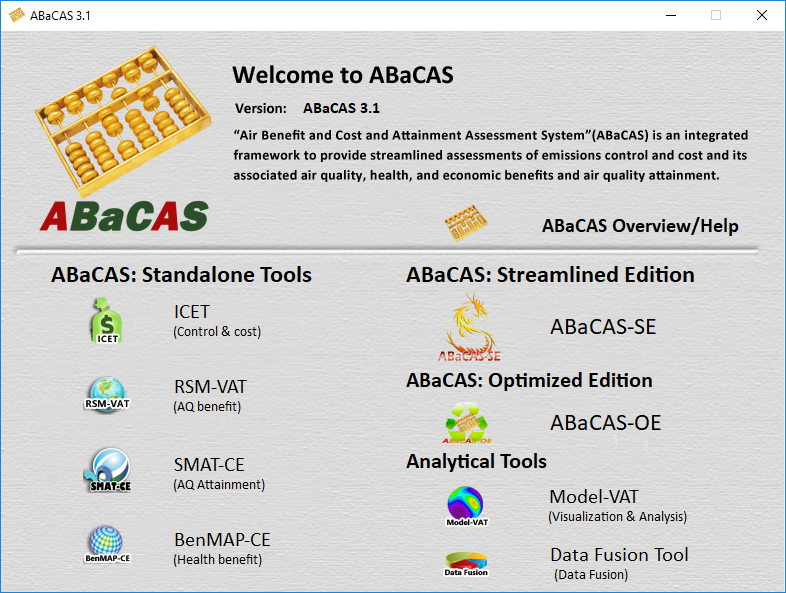 ABaCAS 3.1
Welcome to ABaCAS
Version: ABaCAS 3.1
“Air Benefit and Cost and Attainment Assessment System”(ABaCAS) is an integrated
framework to provide streamlined assessments of emissions control and cost and its
associated air quality, health, and economic benefits and air quality attainment.
ABaCAS
ABaCAS Overview/Help
ABaCAS: Standalone Tools
ICET
ICET
(Control & cost)
RSM-VAT
RSM-VAT
(AQ benefit)
SMAT-CE
SMAT-CE
(AQ Attainment)
BenMAP-CE
BenMAP-CE
(Health benefit)
ABaCAS: Streamlined Edition
ABaCAS-SE
ABaCAS-SE
ABaCAS: Optimized Edition
ABaCAS-OE
ABaCAS-OE
Analytical Tools
Model-VAT
Model-VAT
(Visualization & Analysis)
Data Fusion
Data Fusion Tool
(Data Fusion)